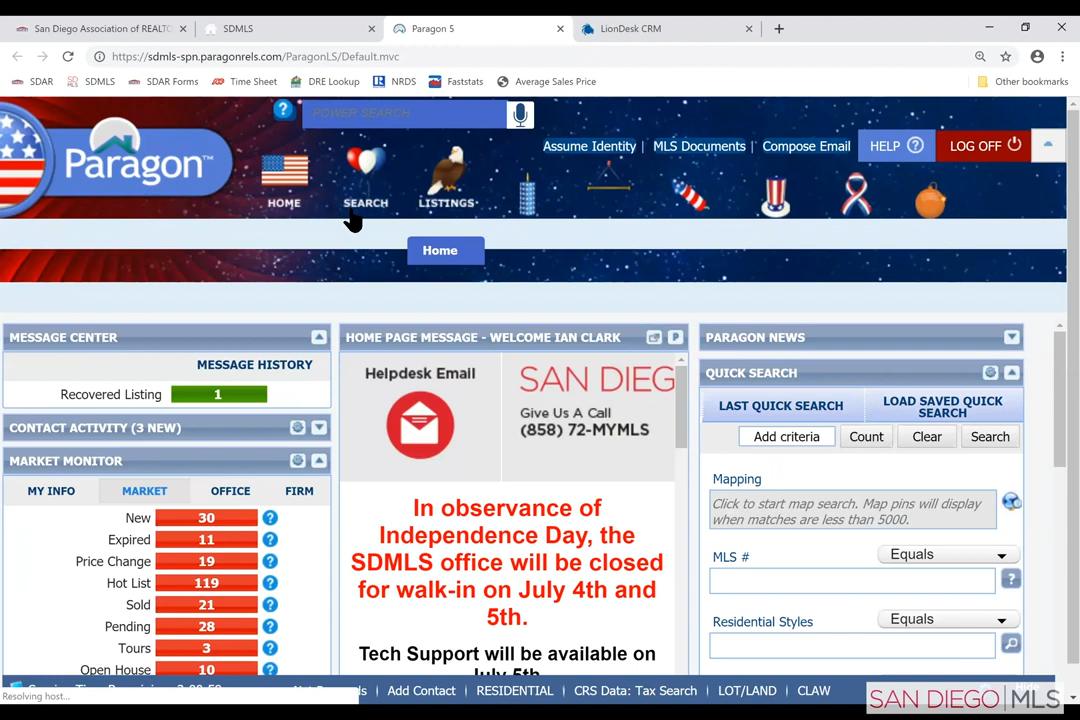 San Diego Association of REALTO
SDMLS
Paragon 5
LionDesk CRM
https://sdmls-spn.paragonrels.com/ParagonLS/Default.mvc
SDAR
SDMLS
SDAR Forms
Time Sheet
DRE Lookup
NRDS
Faststats
Average Sales Price
Other bookmarks
POWER SEARCH
Paragon™
HOME
SEARCH
LISTINGS
Assume Identity | MLS Documents | Compose Email
HELP ?
LOG OFF
Home
MESSAGE CENTER
MESSAGE HISTORY
Recovered Listing 1
CONTACT ACTIVITY (3 NEW)
MARKET MONITOR
MY INFO MARKET OFFICE FIRM
New 30 ?
Expired 11 ?
Price Change 19 ?
Hot List 119 ?
Sold 21 ?
Pending 28 ?
Tours 3 ?
Open House 10 ?
HOME PAGE MESSAGE - WELCOME IAN CLARK
Helpdesk Email
SAN DIEG
Give Us A Call
(858) 72-MYMLS
In observance of
Independence Day, the
SDMLS office will be closed
for walk-in on July 4th and
5th.
Tech Support will be available on
July 5th
PARAGON NEWS
QUICK SEARCH
LAST QUICK SEARCH
LOAD SAVED QUICK
SEARCH
Add criteria Count Clear Search
Mapping
Click to start map search. Map pins will display
when matches are less than 5000.
MLS # Equals
Residential Styles Equals
Resolving host...
Add Contact | RESIDENTIAL | CRS Data: Tax Search | LOT/LAND | CLAW
SAN DIEGO | MLS